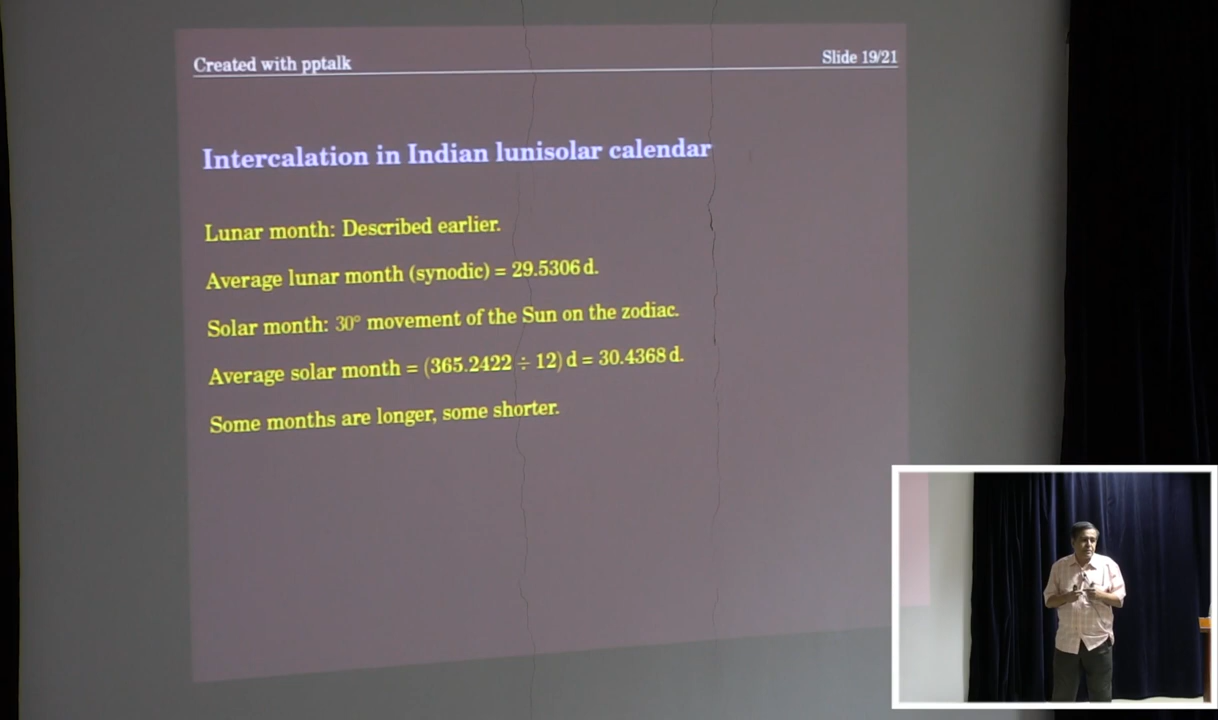 Created with pptalk
Slide 19/21
Intercalation in Indian lunisolar calendar
Lunar month: Described earlier.
Average lunar month (synodic) = 29.5306 d.
Solar month: 30° movement of the Sun on the zodiac.
Average solar month = (365.2422 ÷ 12) d = 30.4368 d.
Some months are longer, some shorter.